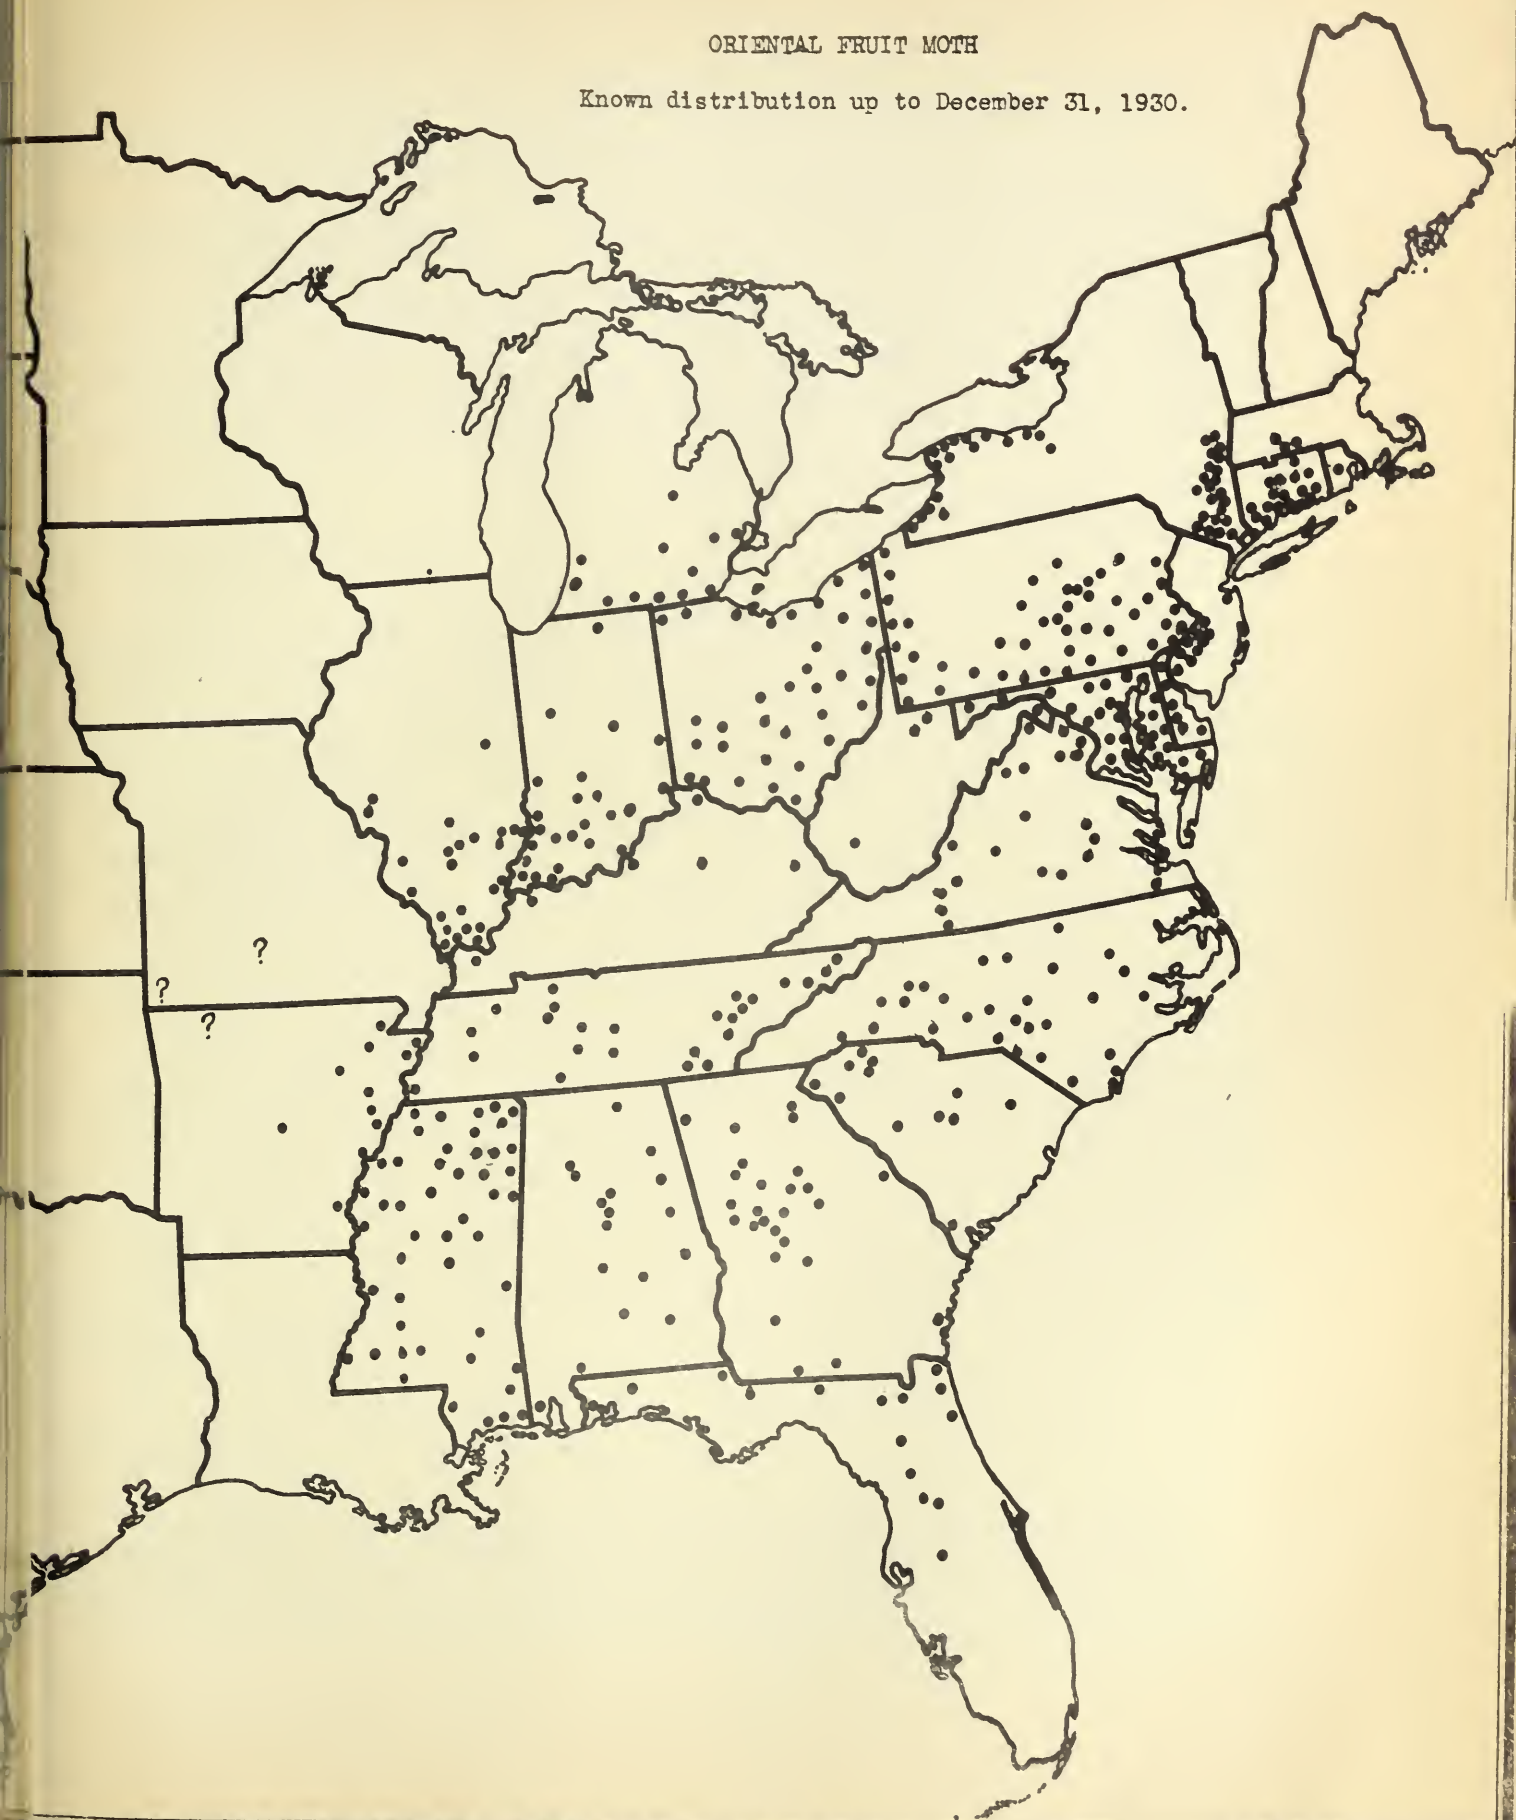 ORIENTAL FRUIT MOTH
Known distribution up to December 31, 1930.
?
?
?